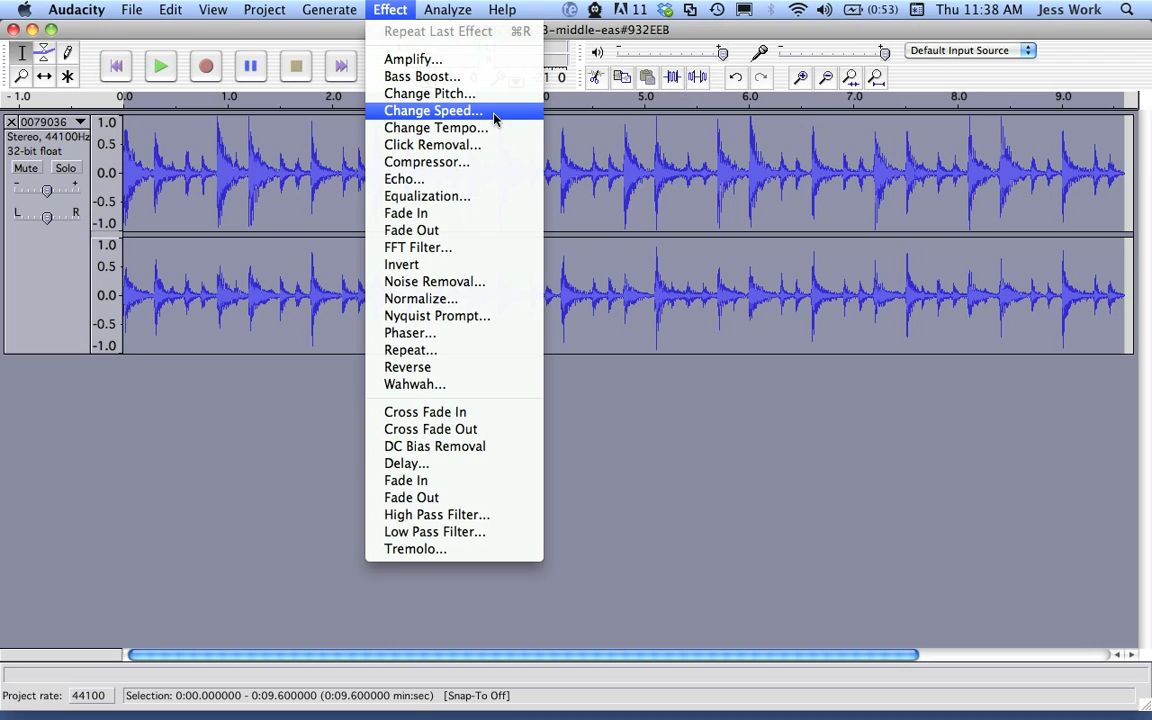 Audacity File Edit View Project Generate Effect Analyze Help 11 (0:53) Thu 11:38 AM Jess Work
3-middle-eas#932EEB
Repeat Last Effect ⌘R
Amplify...
Bass Boost...
Change Pitch...
Change Speed...
Change Tempo...
Click Removal...
Compressor...
Echo...
Equalization...
Fade In
Fade Out
FFT Filter...
Invert
Noise Removal...
Normalize...
Nyquist Prompt...
Phaser...
Repeat...
Reverse
Wahwah...
Cross Fade In
Cross Fade Out
DC Bias Removal
Delay...
Fade In
Fade Out
High Pass Filter...
Low Pass Filter...
Tremolo...
Default Input Source
-1.0 0.0 1.0 2.0 5.0 6.0 7.0 8.0 9.0
0079036
Stereo, 44100Hz
32-bit float
Mute Solo
- +
L R
1.0
0.5
0.0
-0.5
-1.0
1.0
0.5
0.0
-0.5
-1.0
Project rate: 44100 Selection: 0:00.000000 - 0:09.600000 (0:09.600000 min:sec) [Snap-To Off]